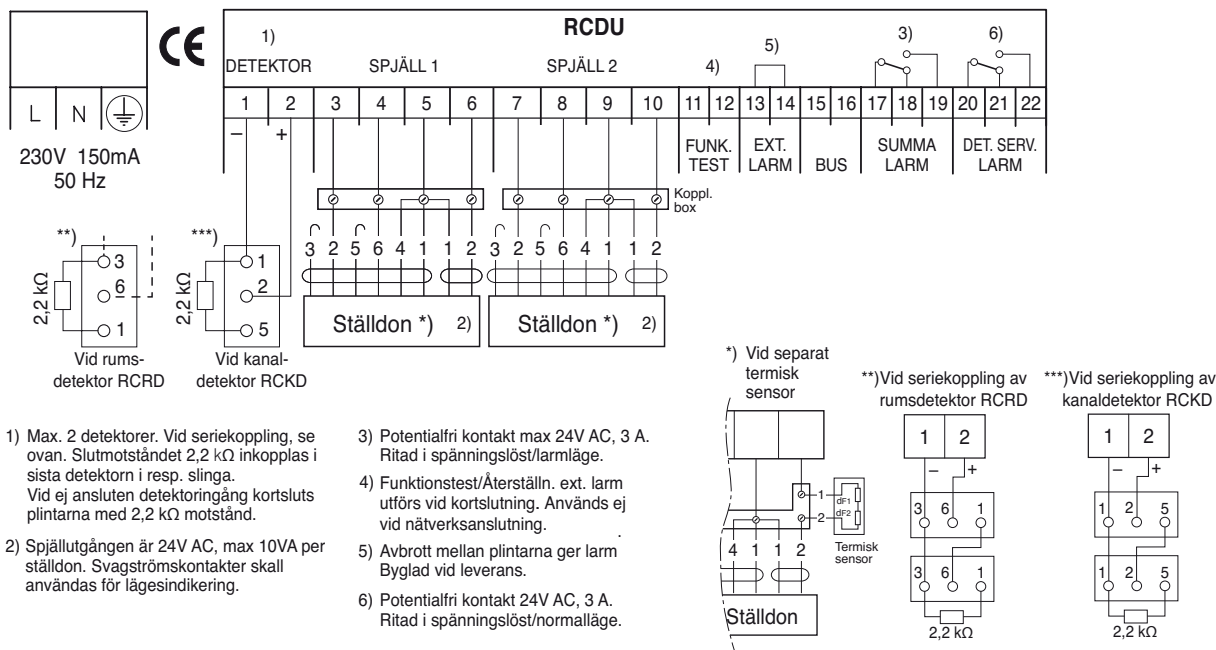 RCDU
CE
1)
DETEKTOR
SPJÄLL 1
SPJÄLL 2
4)
5)
3)
6)
1 2 3 4 5 6 7 8 9 10 11 12 13 14 15 16 17 18 19 20 21 22
– +
FUNK.
TEST
EXT.
LARM
BUS
SUMMA
LARM
DET. SERV.
LARM
L N
230V 150mA
50 Hz
Koppl.
box
3 2 5 6 4 1 1 2
3 2 5 6 4 1 1 2
Ställdon *) 2)
Ställdon *) 2)
**)
3
6
1
2,2 kΩ
Vid rums-
detektor RCRD
***)
1
2
5
2,2 kΩ
Vid kanal-
detektor RCKD
1) Max. 2 detektorer. Vid seriekoppling, se
ovan. Slutmotståndet 2,2 kΩ inkopplas i
sista detektorn i resp. slinga.
Vid ej ansluten detektoringång kortsluts
plintarna med 2,2 kΩ motstånd.
2) Spjällutgången är 24V AC, max 10VA per
ställdon. Svagströmskontakter skall
användas för lägesindikering.
3) Potentialfri kontakt max 24V AC, 3 A.
Ritad i spänningslöst/larmläge.
4) Funktionstest/Återställn. ext. larm
utförs vid kortslutning. Används ej
vid nätverksanslutning.
5) Avbrott mellan plintarna ger larm
Byglad vid leverans.
6) Potentialfri kontakt 24V AC, 3 A.
Ritad i spänningslöst/normalläge.
*) Vid separat
termisk
sensor
1
2
dF1
dF2
Termisk
sensor
4 1 1 2
Ställdon
**)Vid seriekoppling av
rumsdetektor RCRD
1 2
– +
3 6 1
3 6 1
2,2 kΩ
***)Vid seriekoppling av
kanaldetektor RCKD
1 2
– +
1 2 5
1 2 5
2,2 kΩ